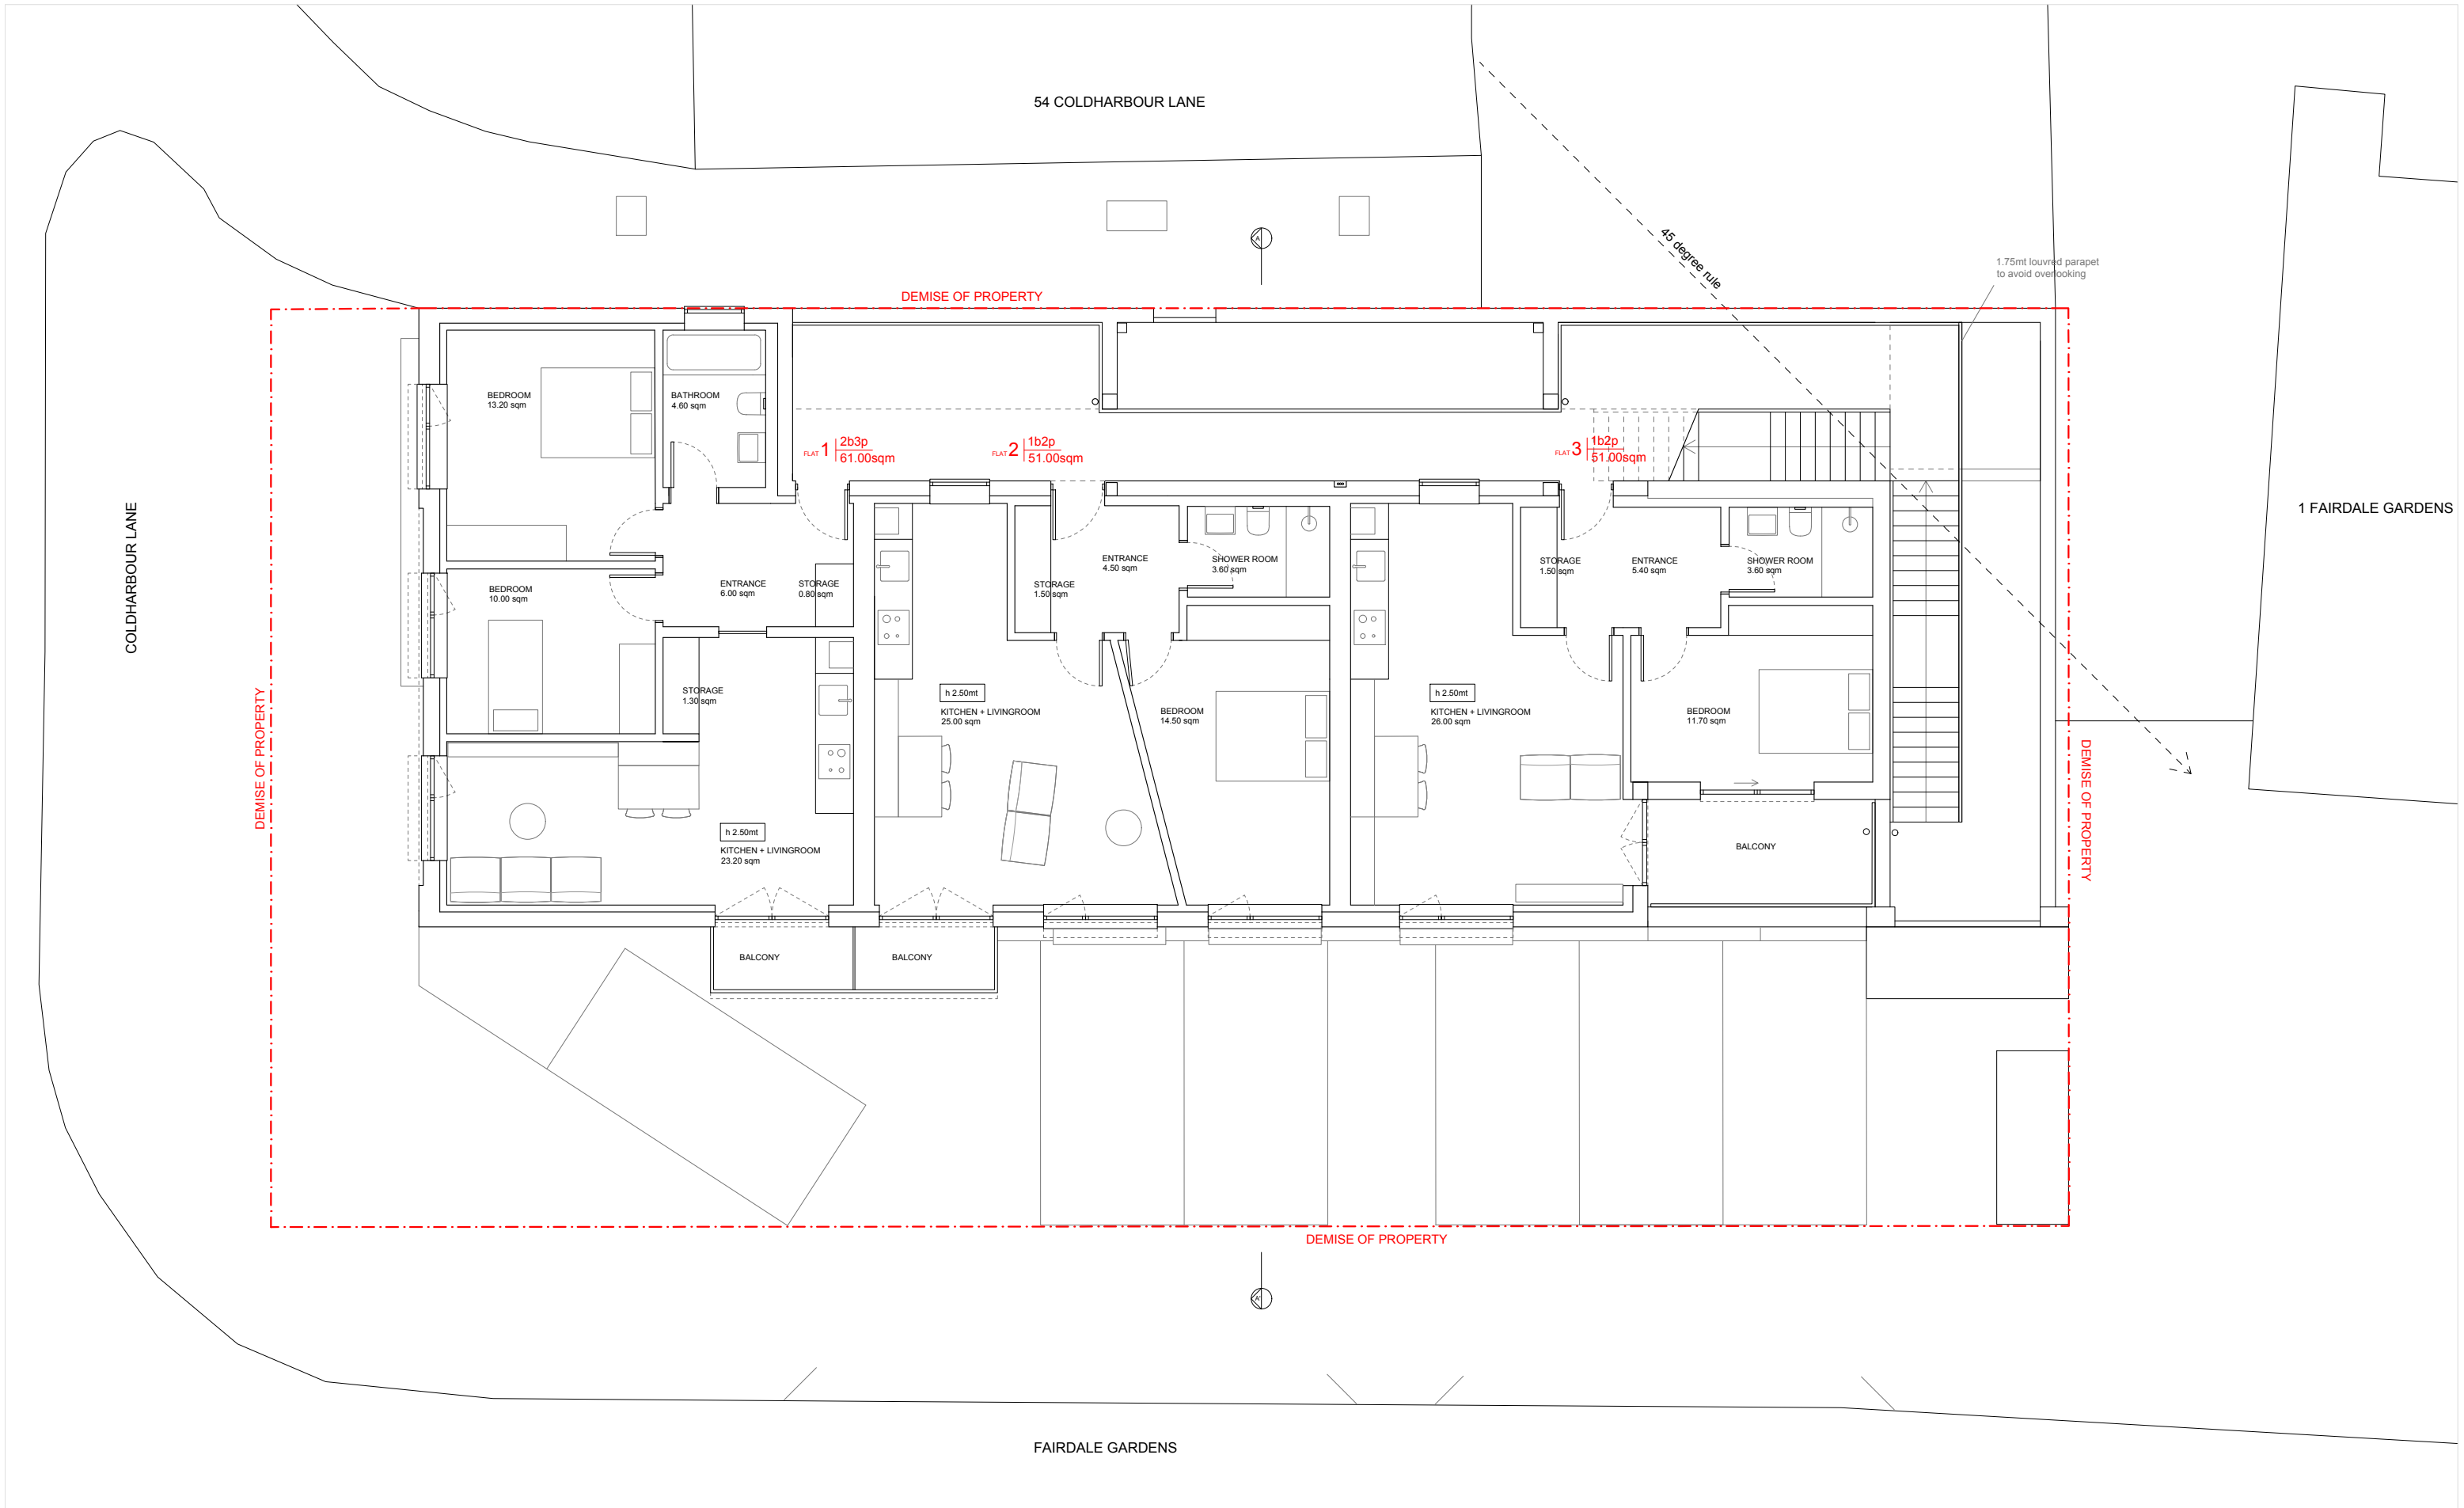 54 COLDHARBOUR LANE
A
45 degree rule
1.75mt louvred parapet
to avoid overlooking
DEMISE OF PROPERTY
BEDROOM
13.20 sqm
BATHROOM
4.60 sqm
FLAT 1 2b3p
61.00sqm
FLAT 2 1b2p
51.00sqm
FLAT 3 1b2p
51.00sqm
COLDHARBOUR LANE
1 FAIRDALE GARDENS
BEDROOM
10.00 sqm
ENTRANCE
6.00 sqm
STORAGE
0.80 sqm
STORAGE
1.50 sqm
ENTRANCE
4.50 sqm
SHOWER ROOM
3.60 sqm
STORAGE
1.50 sqm
ENTRANCE
5.40 sqm
SHOWER ROOM
3.60 sqm
STORAGE
1.30 sqm
h 2.50mt
KITCHEN + LIVINGROOM
25.00 sqm
BEDROOM
14.50 sqm
h 2.50mt
KITCHEN + LIVINGROOM
26.00 sqm
BEDROOM
11.70 sqm
DEMISE OF PROPERTY
DEMISE OF PROPERTY
h 2.50mt
KITCHEN + LIVINGROOM
23.20 sqm
BALCONY
BALCONY
BALCONY
DEMISE OF PROPERTY
A'
FAIRDALE GARDENS